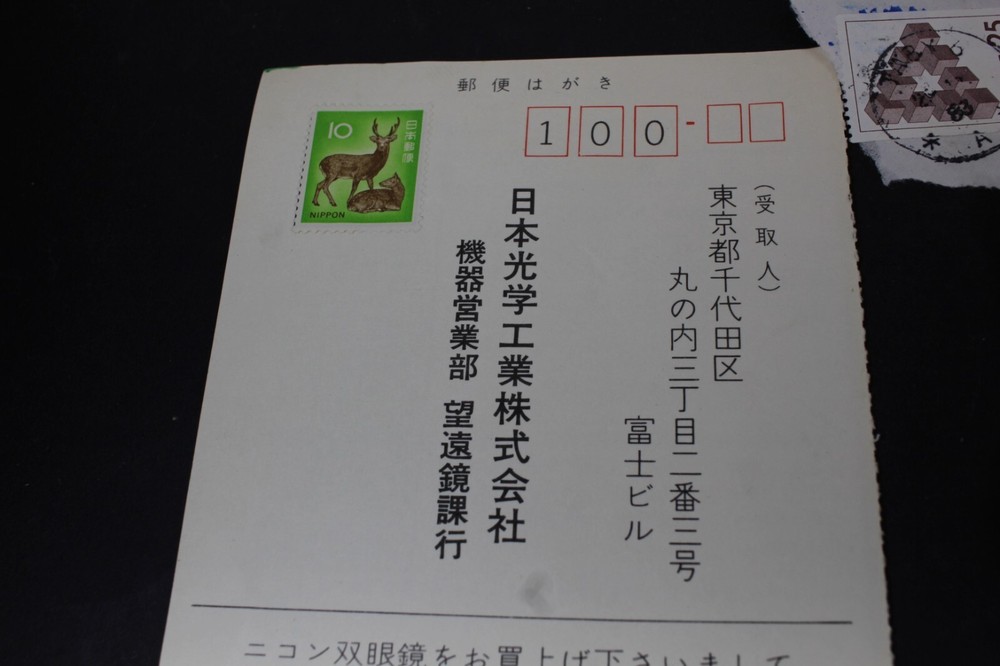 郵便はがき
10
日本郵便
NIPPON
100-
(受取人)
東京都千代田区
丸の内三丁目二番三号
富士ビル
日本光学工業株式会社
機器営業部 望遠鏡課行
ニコン双眼鏡をお買上げ下さいまして